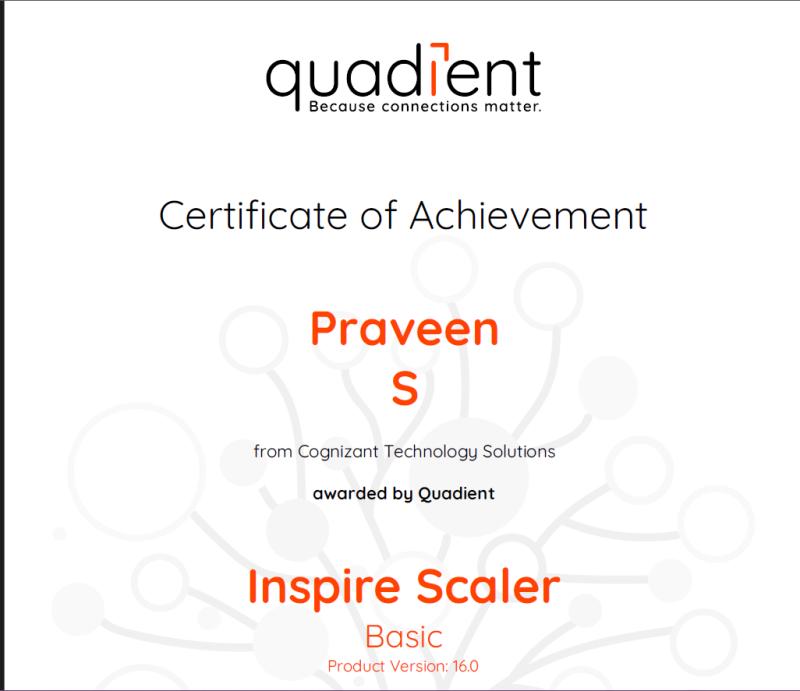 quadient
Because connections matter.
Certificate of Achievement
Praveen
S
from Cognizant Technology Solutions
awarded by Quadient
Inspire Scaler
Basic
Product Version: 16.0